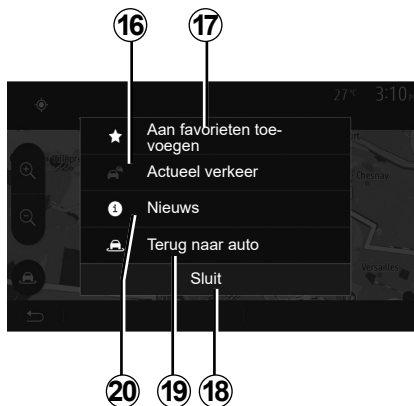 16 17
27 °C 3:10
Aan favorieten toe-
voegen
Actueel verkeer
Chesnay
Nieuws
Terug naar auto
Versailles
Sluit
20 19 18